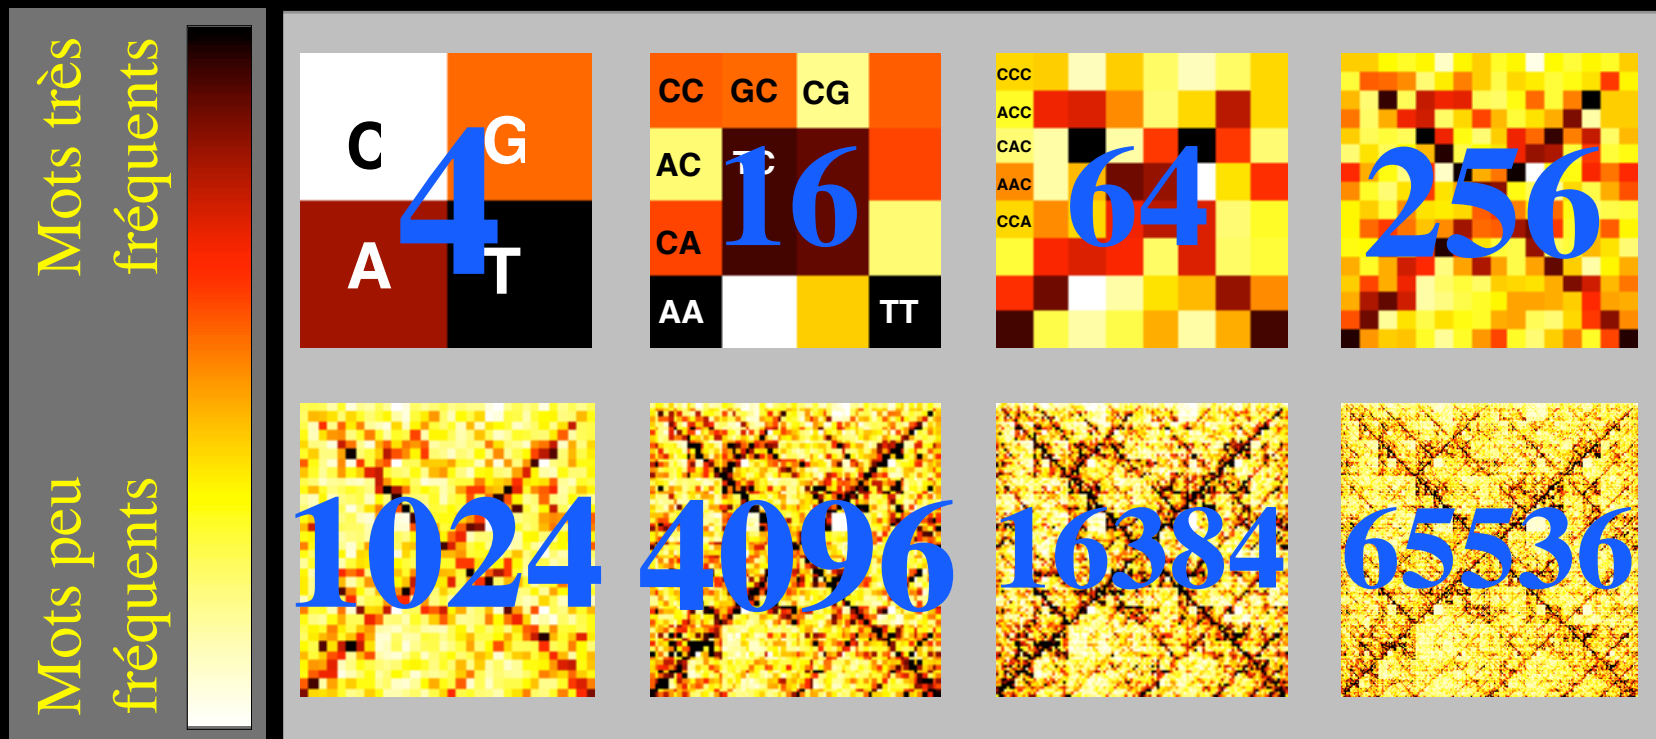 Mots très
fréquents
Mots peu
fréquents
C
G
A
T
4
CC GC CG
AC TC
CA
AA TT
16
CCC
ACC
CAC
AAC
CCA
64
256
1024
4096
16384
65536